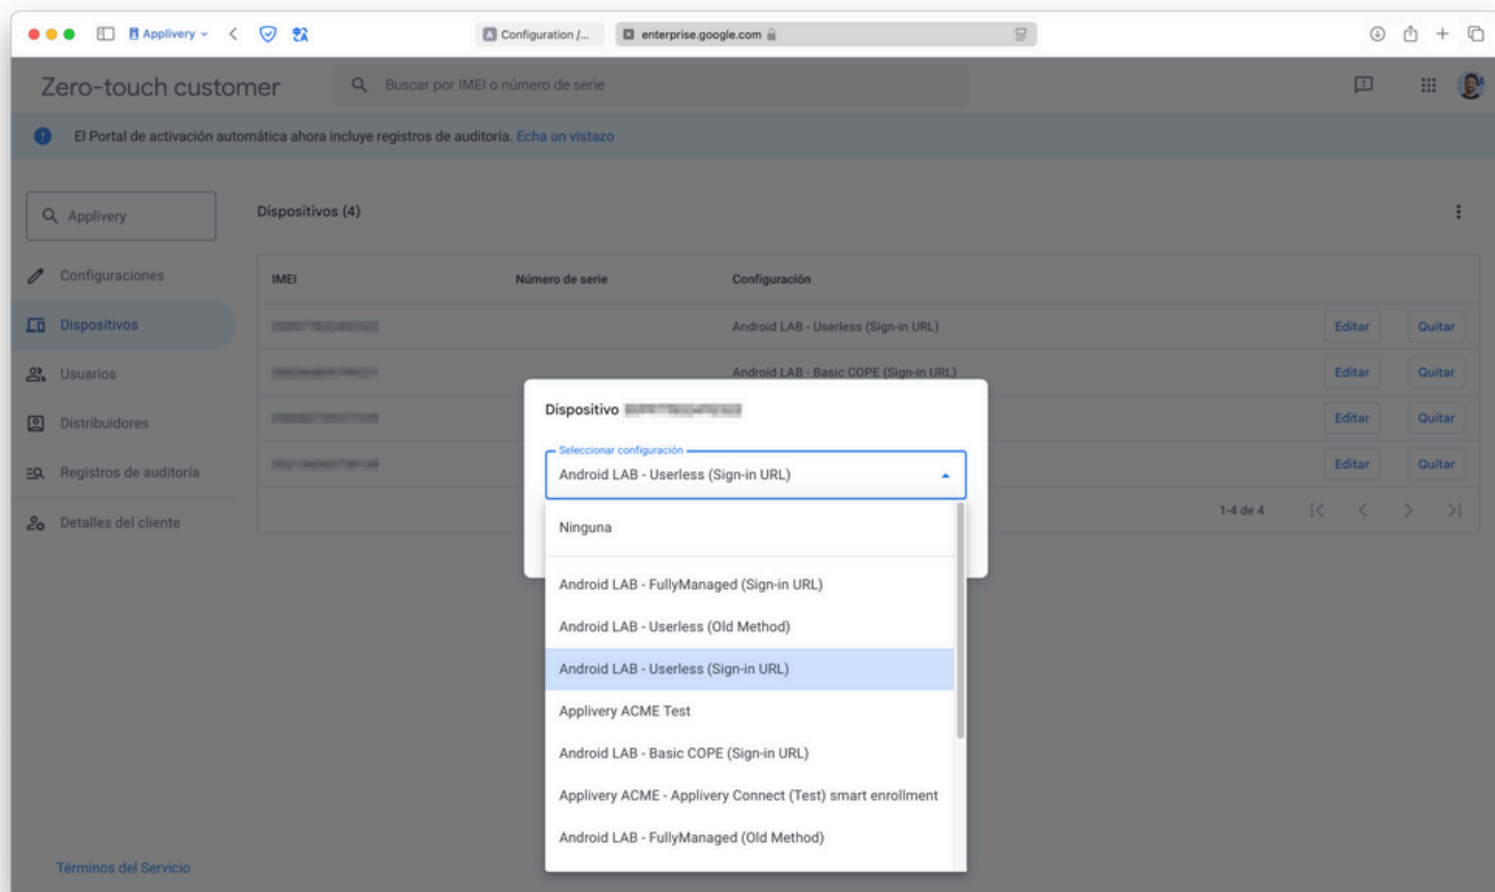 Applivery
Configuration /...
enterprise.google.com
Zero-touch customer
Buscar por IMEI o número de serie
El Portal de activación automática ahora incluye registros de auditoría. Echa un vistazo
Applivery
Dispositivos (4)
Configuraciones
IMEI Número de serie Configuración
Dispositivos
Android LAB - Userless (Sign-in URL) Editar Quitar
Usuarios
Android LAB - Basic COPE (Sign-in URL) Editar Quitar
Distribuidores
Editar Quitar
Registros de auditoría
Editar Quitar
Detalles del cliente
1-4 de 4
Dispositivo
Seleccionar configuración
Android LAB - Userless (Sign-in URL)
Ninguna
Android LAB - FullyManaged (Sign-in URL)
Android LAB - Userless (Old Method)
Android LAB - Userless (Sign-in URL)
Applivery ACME Test
Android LAB - Basic COPE (Sign-in URL)
Applivery ACME - Applivery Connect (Test) smart enrollment
Android LAB - FullyManaged (Old Method)
Términos del Servicio